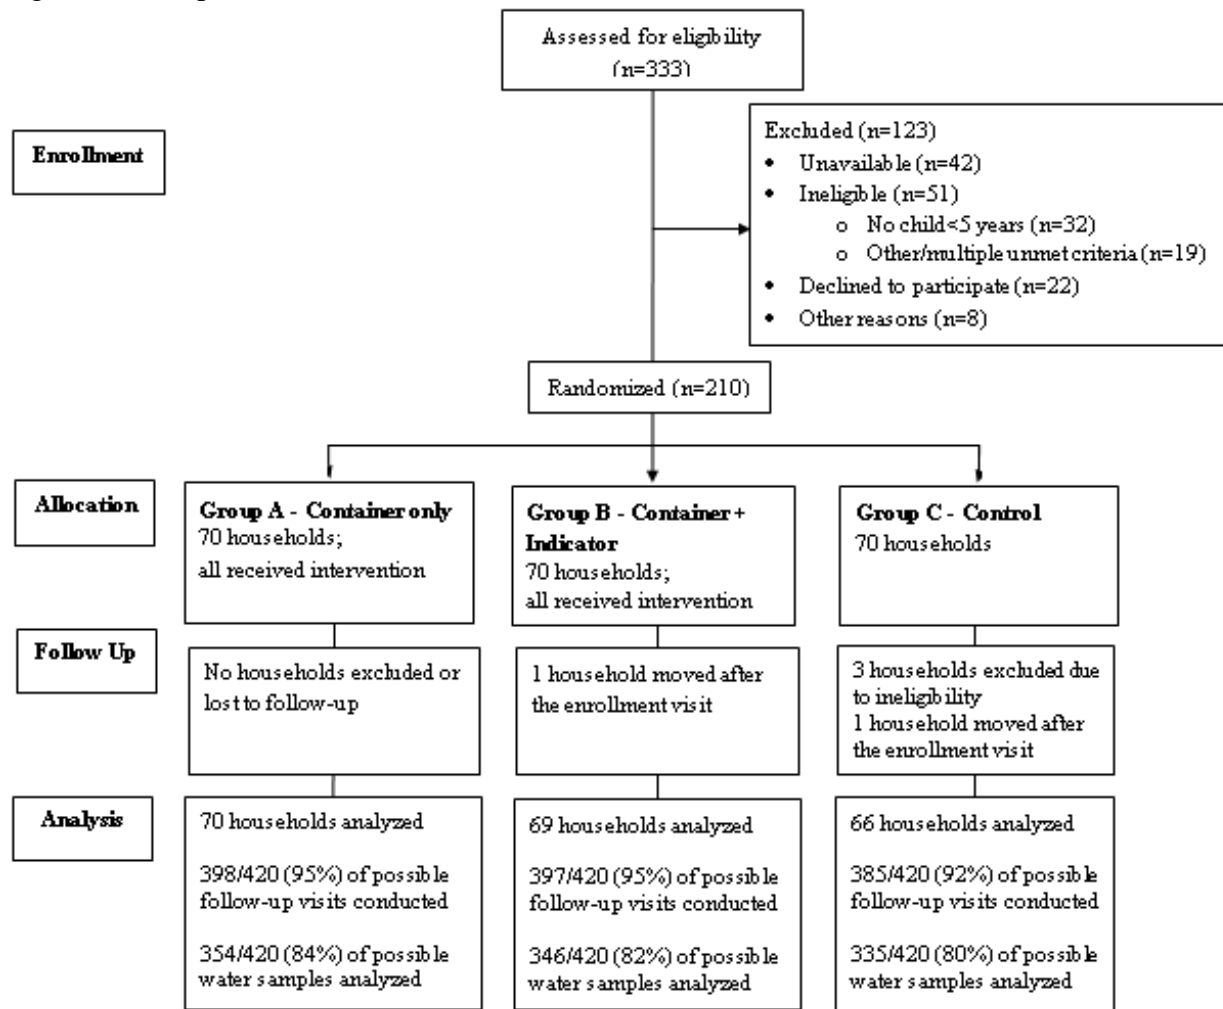 Assessed for eligibility
(n=333)
Enrollment
Excluded (n=123)
• Unavailable (n=42)
• Ineligible (n=51)
o No child<5 years (n=32)
o Other/multiple unmet criteria (n=19)
• Declined to participate (n=22)
• Other reasons (n=8)
Randomized (n=210)
Allocation
Group A - Container only
70 households;
all received intervention
Group B - Container +
Indicator
70 households;
all received intervention
Group C - Control
70 households
Follow Up
No households excluded or
lost to follow-up
1 household moved after
the enrollment visit
3 households excluded due
to ineligibility
1 household moved after
the enrollment visit
Analysis
70 households analyzed
398/420 (95%) of possible
follow-up visits conducted
354/420 (84%) of possible
water samples analyzed
69 households analyzed
397/420 (95%) of possible
follow-up visits conducted
346/420 (82%) of possible
water samples analyzed
66 households analyzed
385/420 (92%) of possible
follow-up visits conducted
335/420 (80%) of possible
water samples analyzed